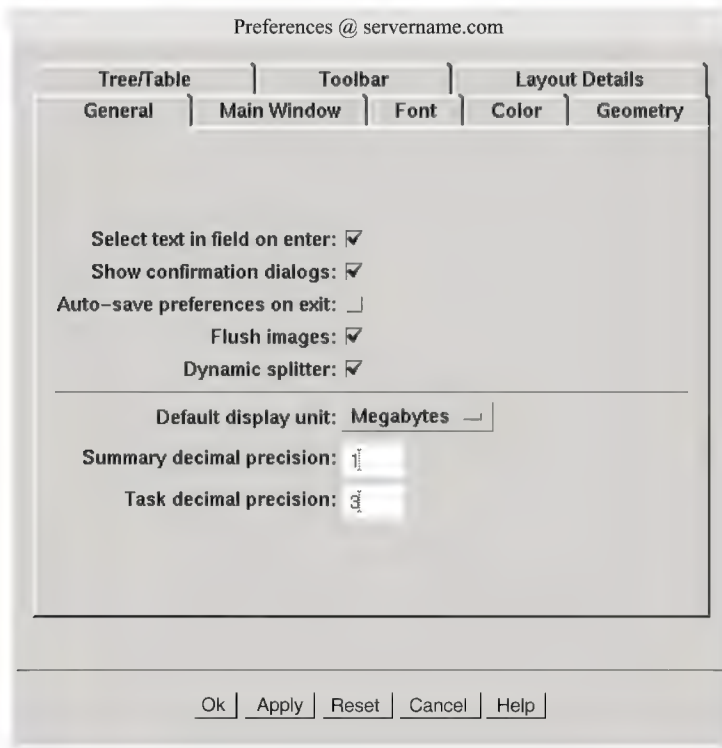 Preferences @ servername.com
Tree/Table Toolbar Layout Details
General Main Window Font Color Geometry
Select text in field on enter:
Show confirmation dialogs:
Auto-save preferences on exit:
Flush images:
Dynamic splitter:
Default display unit: Megabytes
Summary decimal precision: 1
Task decimal precision: 3
Ok Apply Reset Cancel Help